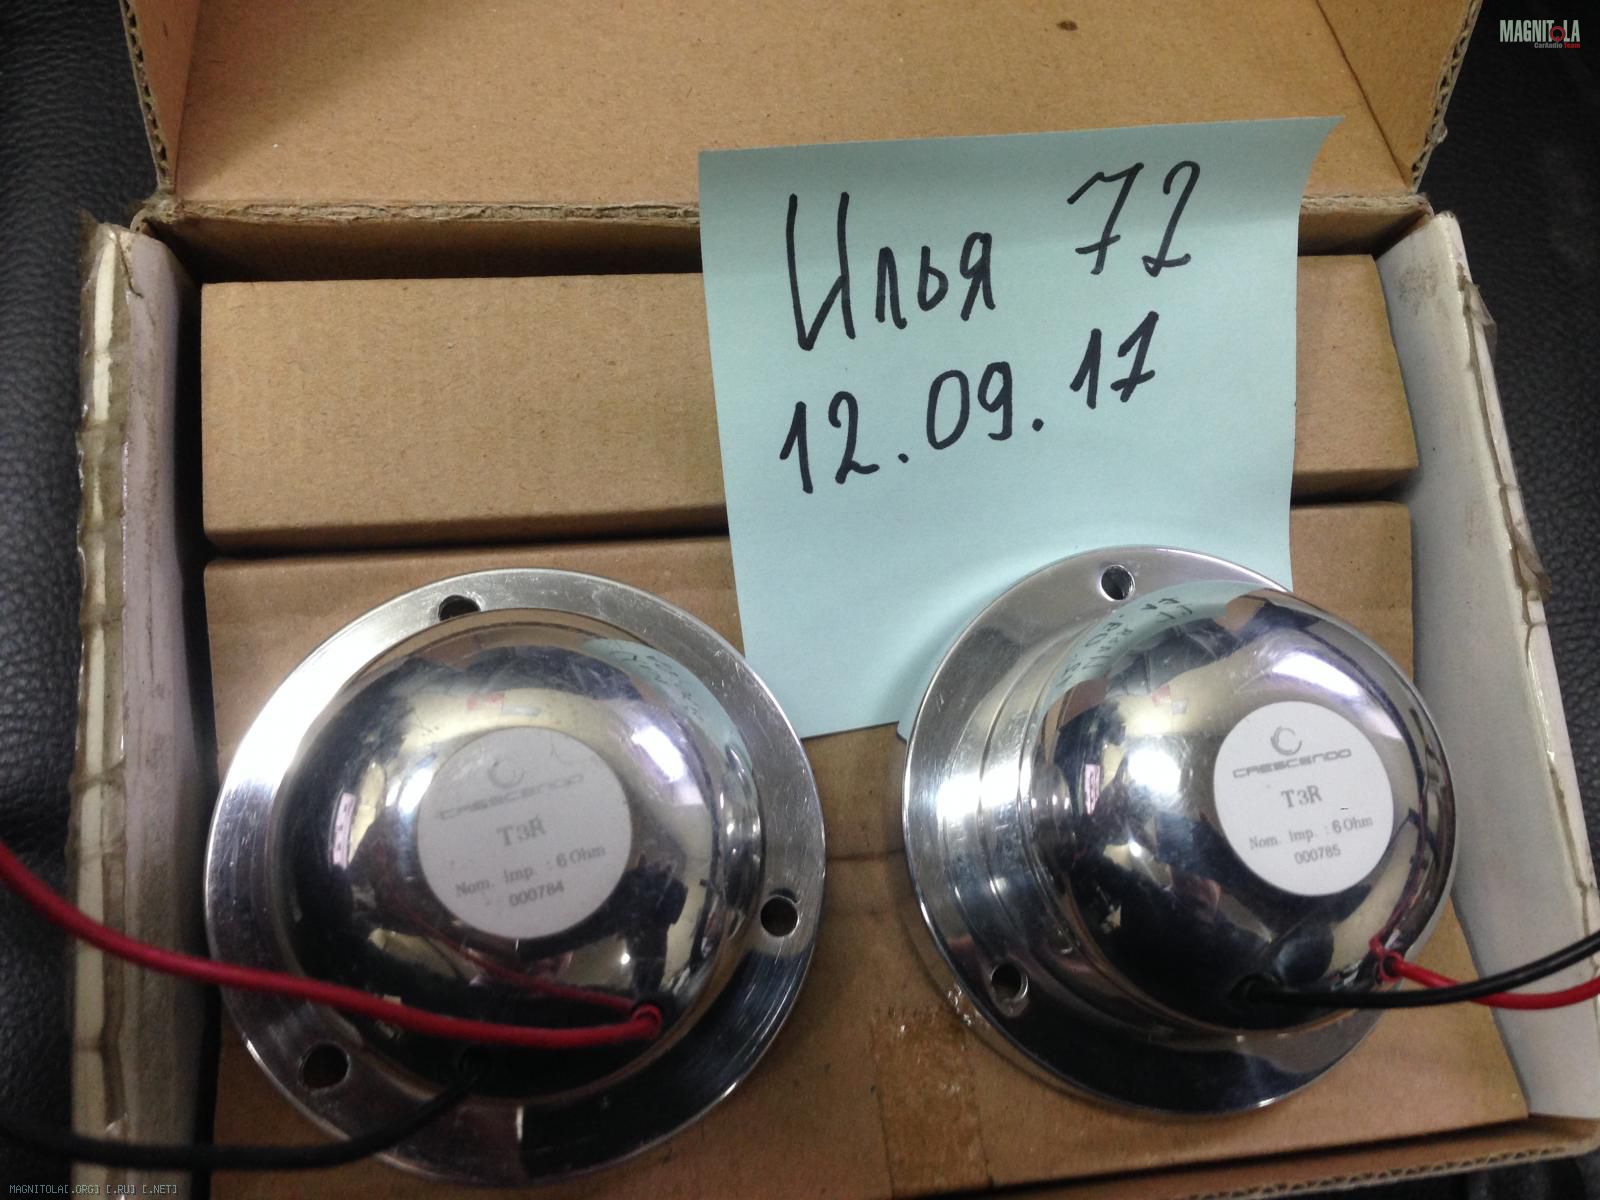 MAGNITOLA
CarAudio Team
Илья 72
12.09.17
CRESCENDO
T3R
Nom. imp. : 6 Ohm
000784
CRESCENDO
T3R
Nom. imp. : 6 Ohm
000785
MAGNITOLA[.ORG] [.RU] [.NET]